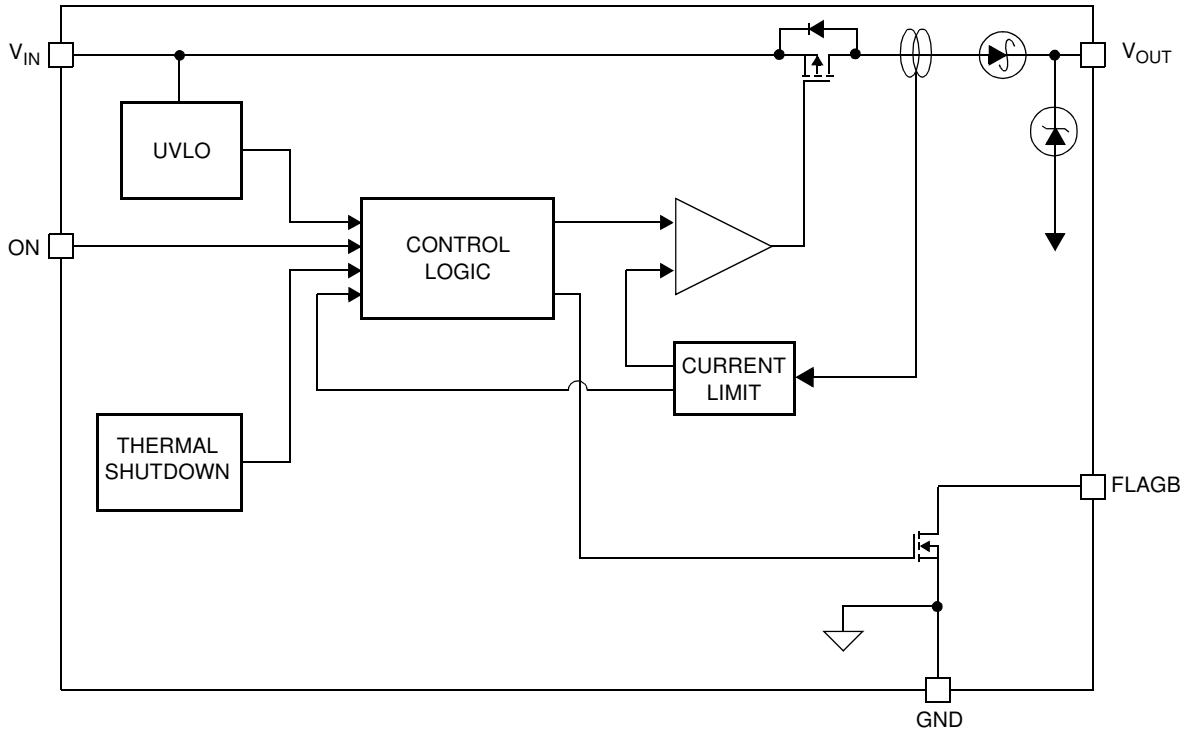 VIN
VOUT
UVLO
ON
CONTROL
LOGIC
CURRENT
LIMIT
THERMAL
SHUTDOWN
FLAGB
GND